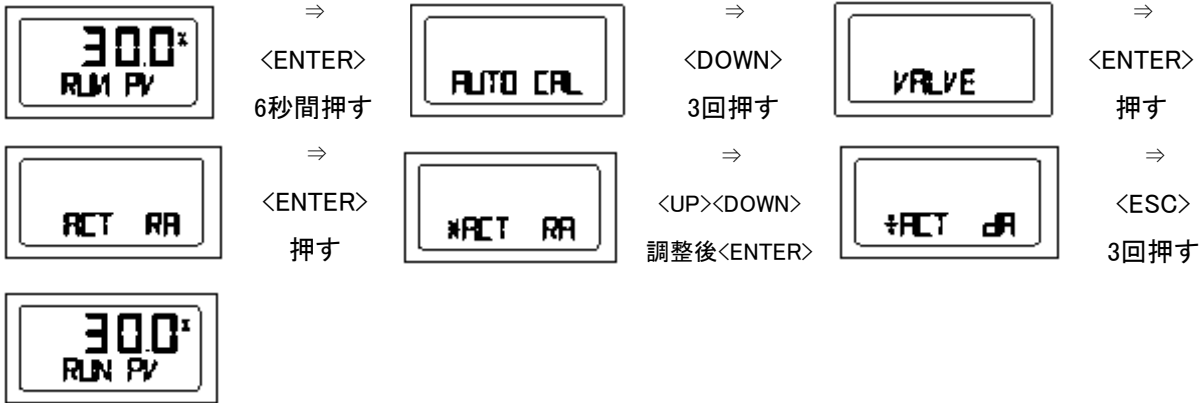 30.0%
RUN PV
⇒
<ENTER>
6秒間押す
AUTO CAL
⇒
<DOWN>
3回押す
VALVE
⇒
<ENTER>
押す
ACT RA
⇒
<ENTER>
押す
*ACT RA
⇒
<UP><DOWN>
調整後<ENTER>
*ACT dA
⇒
<ESC>
3回押す
30.0%
RUN PV